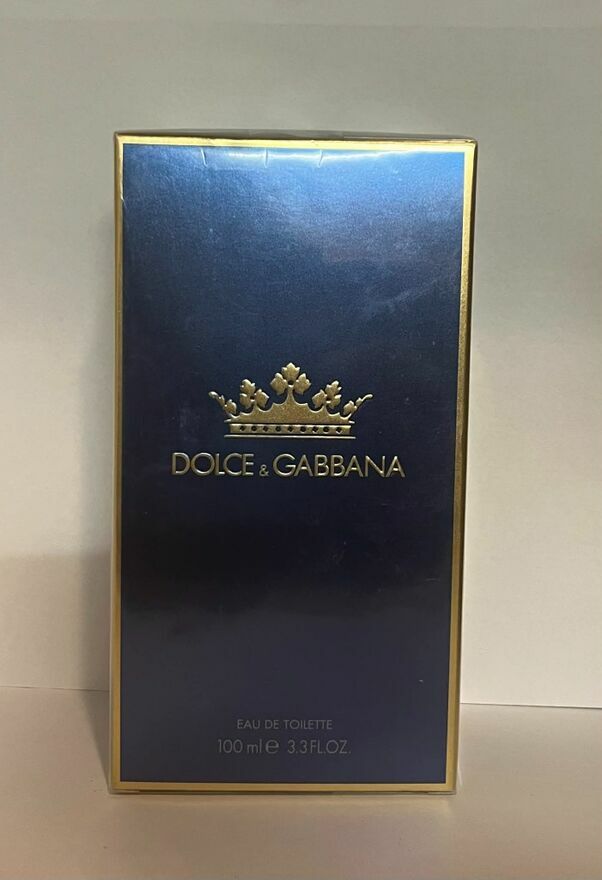 DOLCE & GABBANA
EAU DE TOILETTE
100 ml e 3.3 FL.OZ.